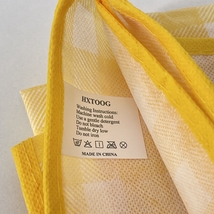 HXTOOG
Washing Instructions:
Machine wash cold
Use a gentle detergent
Do not bleach
Tumble dry low
Do not iron
MADE IN CHINA